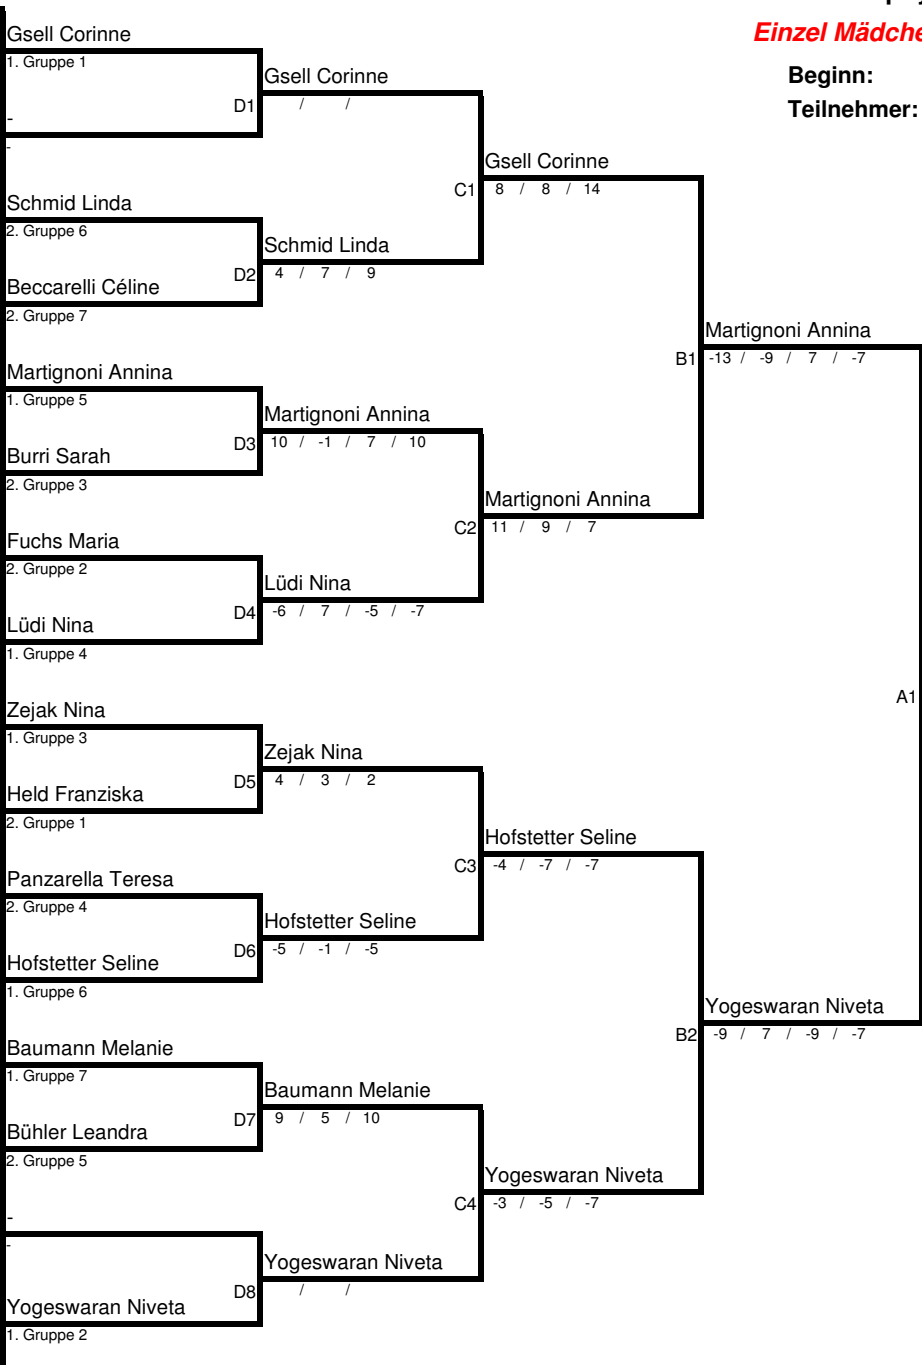 Gsell Corinne
Einzel Mädche
1. Gruppe 1
Gsell Corinne
Beginn:
D1
/ /
Teilnehmer:
-
-
Gsell Corinne
C1
8 / 8 / 14
Schmid Linda
2. Gruppe 6
Schmid Linda
D2
4 / 7 / 9
Beccarelli Céline
2. Gruppe 7
Martignoni Annina
B1
-13 / -9 / 7 / -7
Martignoni Annina
1. Gruppe 5
Martignoni Annina
D3
10 / -1 / 7 / 10
Burri Sarah
2. Gruppe 3
Martignoni Annina
C2
11 / 9 / 7
Fuchs Maria
2. Gruppe 2
Lüdi Nina
D4
-6 / 7 / -5 / -7
Lüdi Nina
1. Gruppe 4
A1
Zejak Nina
1. Gruppe 3
Zejak Nina
D5
4 / 3 / 2
Held Franziska
2. Gruppe 1
Hofstetter Seline
C3
-4 / -7 / -7
Panzarella Teresa
2. Gruppe 4
Hofstetter Seline
D6
-5 / -1 / -5
Hofstetter Seline
1. Gruppe 6
Yogeswaran Niveta
B2
-9 / 7 / -9 / -7
Baumann Melanie
1. Gruppe 7
Baumann Melanie
D7
9 / 5 / 10
Bühler Leandra
2. Gruppe 5
Yogeswaran Niveta
C4
-3 / -5 / -7
-
-
Yogeswaran Niveta
D8
/ /
Yogeswaran Niveta
1. Gruppe 2